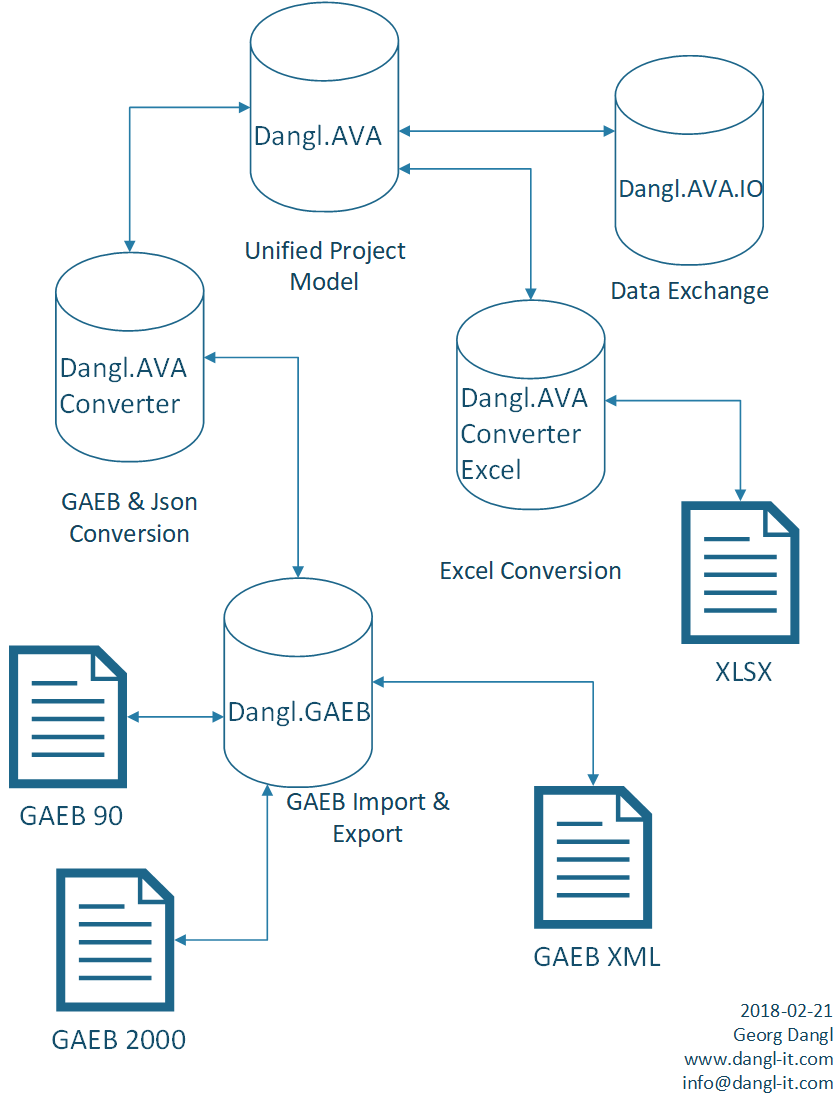 Dangl.AVA
Unified Project
Model
Dangl.AVA.IO
Data Exchange
Dangl.AVA
Converter
GAEB & Json
Conversion
Dangl.AVA
Converter
Excel
Excel Conversion
XLSX
Dangl.GAEB
GAEB Import &
Export
GAEB 90
GAEB 2000
GAEB XML
2018-02-21
Georg Dangl
www.dangl-it.com
info@dangl-it.com